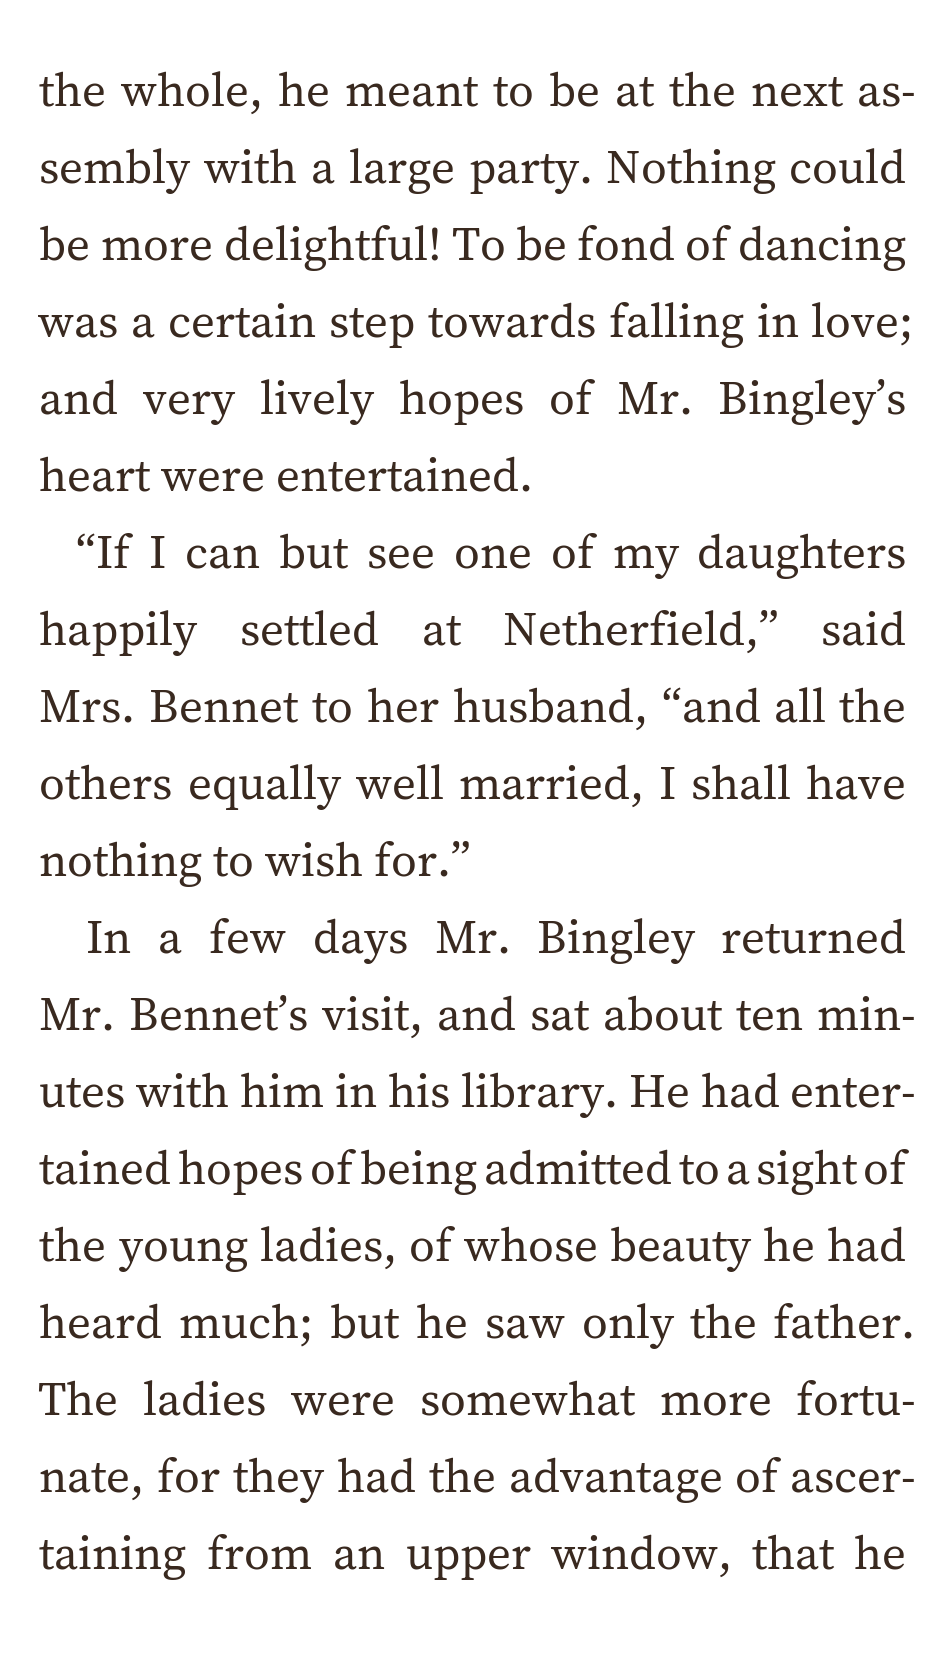 the whole, he meant to be at the next as-
sembly with a large party. Nothing could
be more delightful! To be fond of dancing
was a certain step towards falling in love;
and very lively hopes of Mr. Bingley’s
heart were entertained.
“If I can but see one of my daughters
happily settled at Netherfield,” said
Mrs. Bennet to her husband, “and all the
others equally well married, I shall have
nothing to wish for.”
In a few days Mr. Bingley returned
Mr. Bennet’s visit, and sat about ten min-
utes with him in his library. He had enter-
tained hopes of being admitted to a sight of
the young ladies, of whose beauty he had
heard much; but he saw only the father.
The ladies were somewhat more fortu-
nate, for they had the advantage of ascer-
taining from an upper window, that he